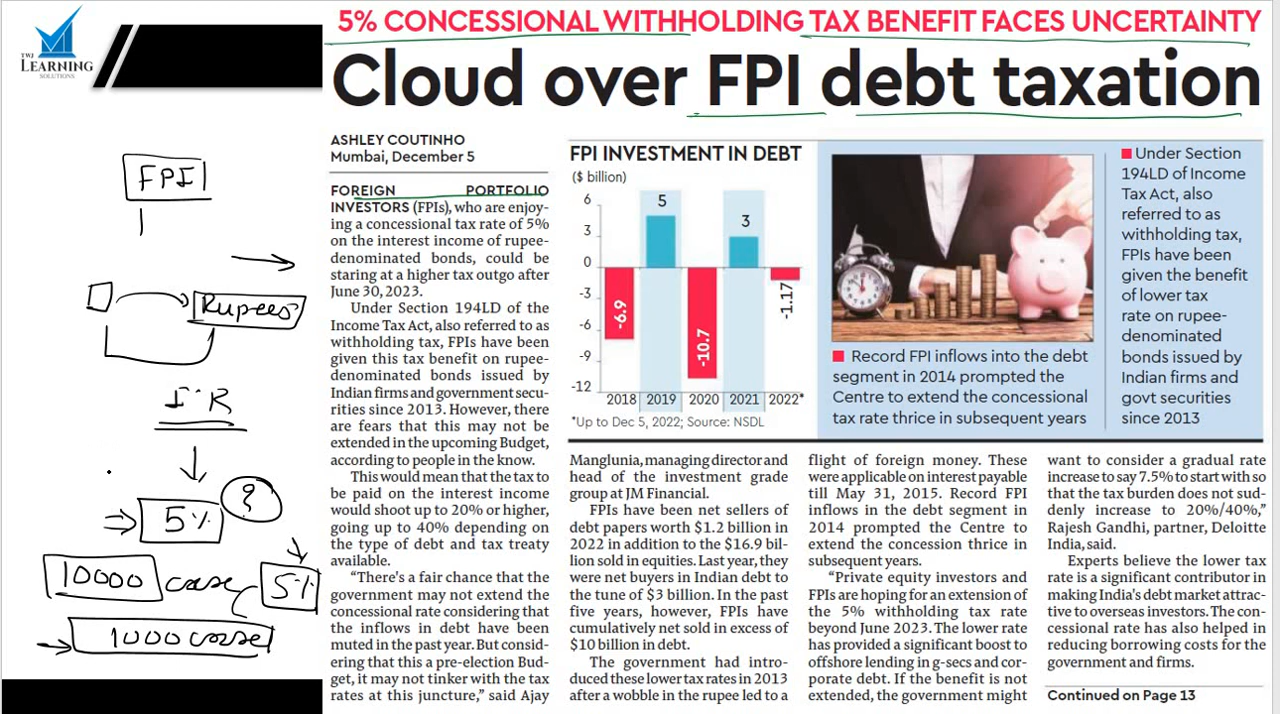 TWJ
LEARNING
SOLUTIONS
FPI
Rupees
I·R
5%
10000 crore
5%
1000 crore
5% CONCESSIONAL WITHHOLDING TAX BENEFIT FACES UNCERTAINTY
Cloud over FPI debt taxation
ASHLEY COUTINHO
Mumbai, December 5
FOREIGN PORTFOLIO
INVESTORS (FPIs), who are enjoy-
ing a concessional tax rate of 5%
on the interest income of rupee-
denominated bonds, could be
staring at a higher tax outgo after
June 30, 2023.
Under Section 194LD of the
Income Tax Act, also referred to as
withholding tax, FPIs have been
given this tax benefit on rupee-
denominated bonds issued by
Indian firms and government secu-
rities since 2013. However, there
are fears that this may not be
extended in the upcoming Budget,
according to people in the know.
This would mean that the tax to
be paid on the interest income
would shoot up to 20% or higher,
going up to 40% depending on
the type of debt and tax treaty
available.
“There’s a fair chance that the
government may not extend the
concessional rate considering that
the inflows in debt have been
muted in the past year. But consid-
ering that this a pre-election Bud-
get, it may not tinker with the tax
rates at this juncture,” said Ajay
FPI INVESTMENT IN DEBT
($ billion)
6
3
0
-3
-6
-9
-12
-6.9
5
-10.7
3
-1.17
2018 2019 2020 2021 2022*
*Up to Dec 5, 2022; Source: NSDL
Record FPI inflows into the debt
segment in 2014 prompted the
Centre to extend the concessional
tax rate thrice in subsequent years
Under Section
194LD of Income
Tax Act, also
referred to as
withholding tax,
FPIs have been
given the benefit
of lower tax
rate on rupee-
denominated
bonds issued by
Indian firms and
govt securities
since 2013
Manglunia, managing director and
head of the investment grade
group at JM Financial.
FPIs have been net sellers of
debt papers worth $1.2 billion in
2022 in addition to the $16.9 bil-
lion sold in equities. Last year, they
were net buyers in Indian debt to
the tune of $3 billion. In the past
five years, however, FPIs have
cumulatively net sold in excess of
$10 billion in debt.
The government had intro-
duced these lower tax rates in 2013
after a wobble in the rupee led to a
flight of foreign money. These
were applicable on interest payable
till May 31, 2015. Record FPI
inflows in the debt segment in
2014 prompted the Centre to
extend the concession thrice in
subsequent years.
“Private equity investors and
FPIs are hoping for an extension of
the 5% withholding tax rate
beyond June 2023. The lower rate
has provided a significant boost to
offshore lending in g-secs and cor-
porate debt. If the benefit is not
extended, the government might
want to consider a gradual rate
increase to say 7.5% to start with so
that the tax burden does not sud-
denly increase to 20%/40%,”
Rajesh Gandhi, partner, Deloitte
India, said.
Experts believe the lower tax
rate is a significant contributor in
making India’s debt market attrac-
tive to overseas investors. The con-
cessional rate has also helped in
reducing borrowing costs for the
government and firms.
Continued on Page 13